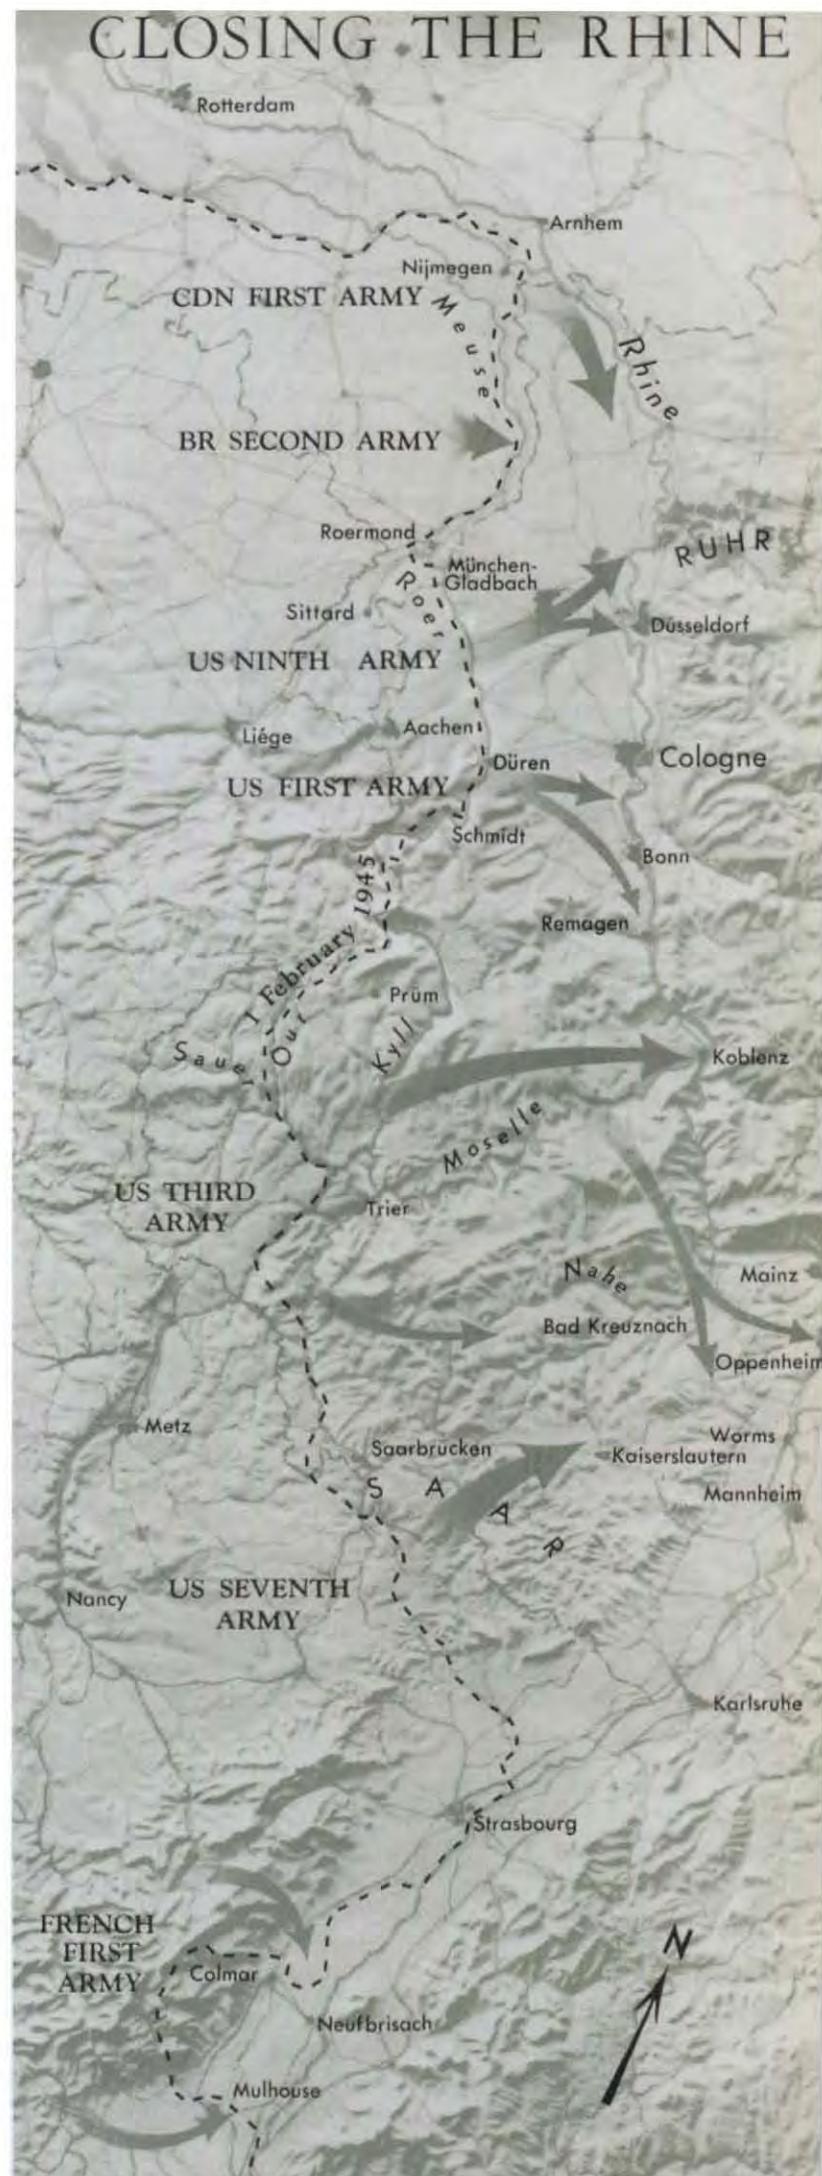 CLOSING THE RHINE
Rotterdam
Arnhem
Nijmegen
CDN FIRST ARMY
Meuse
Rhine
BR SECOND ARMY
Roermond
RUHR
München-
Gladbach
Roer
Sittard
Düsseldorf
US NINTH ARMY
Aachen
Liége
Cologne
Düren
US FIRST ARMY
Schmidt
Bonn
1 February 1945
Remagen
Prüm
Kyll
Our
Sauer
Koblenz
Moselle
US THIRD
ARMY
Trier
Nahe
Mainz
Bad Kreuznach
Oppenheim
Metz
Worms
Saarbrücken
Kaiserslautern
SAAR
Mannheim
US SEVENTH
ARMY
Nancy
Karlsruhe
Strasbourg
FRENCH
FIRST
ARMY
N
Colmar
Neufbrisach
Mulhouse